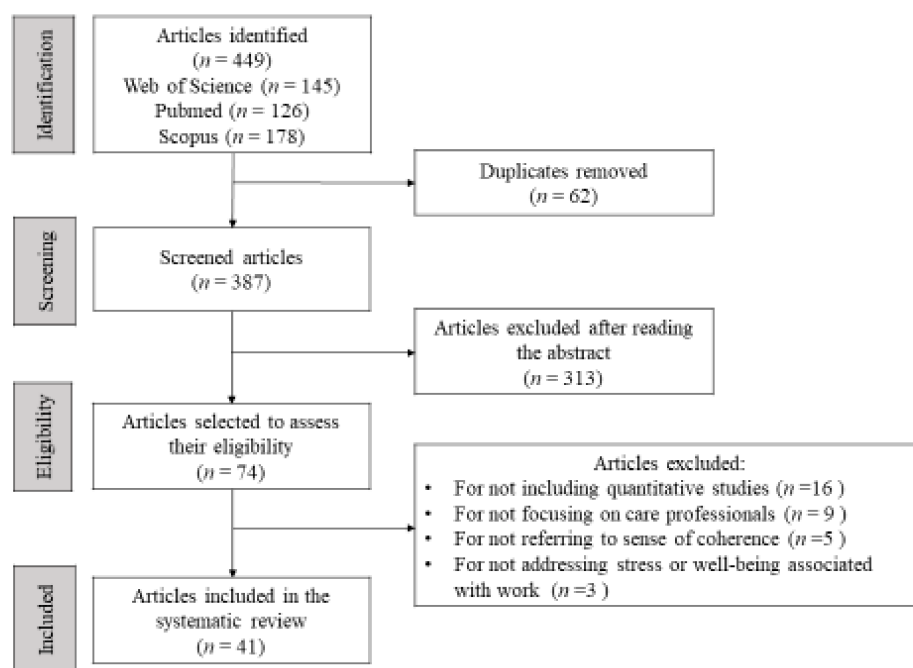 Identification
Articles identified
(n = 449)
Web of Science (n = 145)
Pubmed (n = 126)
Scopus (n = 178)
Duplicates removed
(n = 62)
Screening
Screened articles
(n = 387)
Articles excluded after reading
the abstract
(n = 313)
Eligibility
Articles selected to assess
their eligibility
(n = 74)
Articles excluded:
• For not including quantitative studies (n =16 )
• For not focusing on care professionals (n = 9 )
• For not referring to sense of coherence (n =5 )
• For not addressing stress or well-being associated
with work (n =3 )
Included
Articles included in the
systematic review
(n = 41)